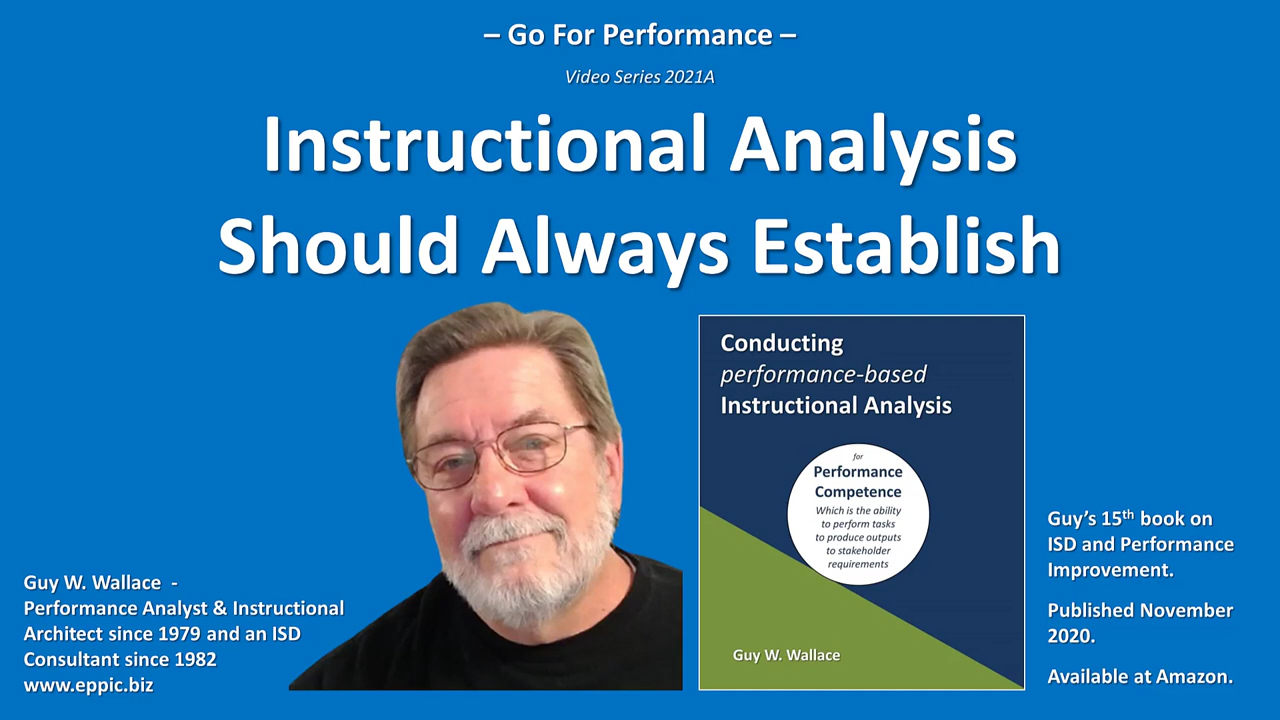 – Go For Performance –
Video Series 2021A
Instructional Analysis
Should Always Establish
Conducting
performance-based
Instructional Analysis
for
Performance
Competence
Which is the ability
to perform tasks
to produce outputs
to stakeholder
requirements
Guy W. Wallace
Guy W. Wallace -
Performance Analyst & Instructional
Architect since 1979 and an ISD
Consultant since 1982
www.eppic.biz
Guy's 15th book on
ISD and Performance
Improvement.
Published November
2020.
Available at Amazon.